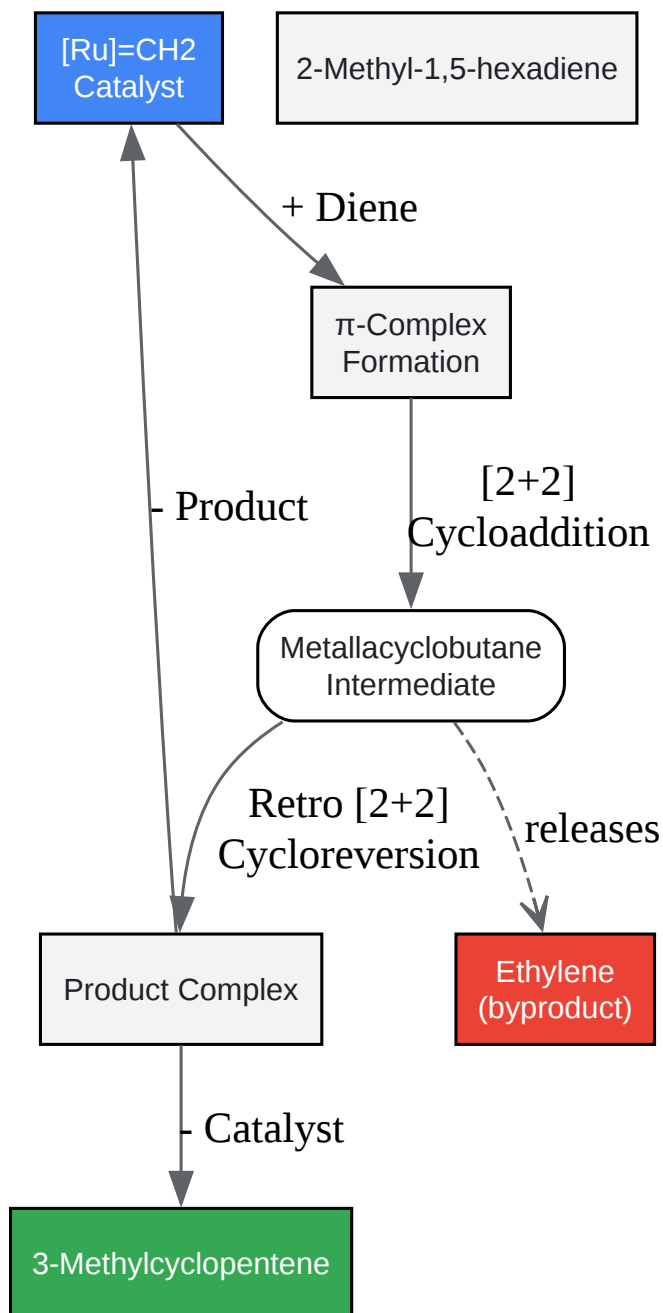 [Ru]=CH2
Catalyst
2-Methyl-1,5-hexadiene
+ Diene
π-Complex
Formation
[2+2]
Cycloaddition
- Product
Metallacyclobutane
Intermediate
Retro [2+2]
Cycloreversion
releases
Product Complex
Ethylene
(byproduct)
- Catalyst
3-Methylcyclopentene